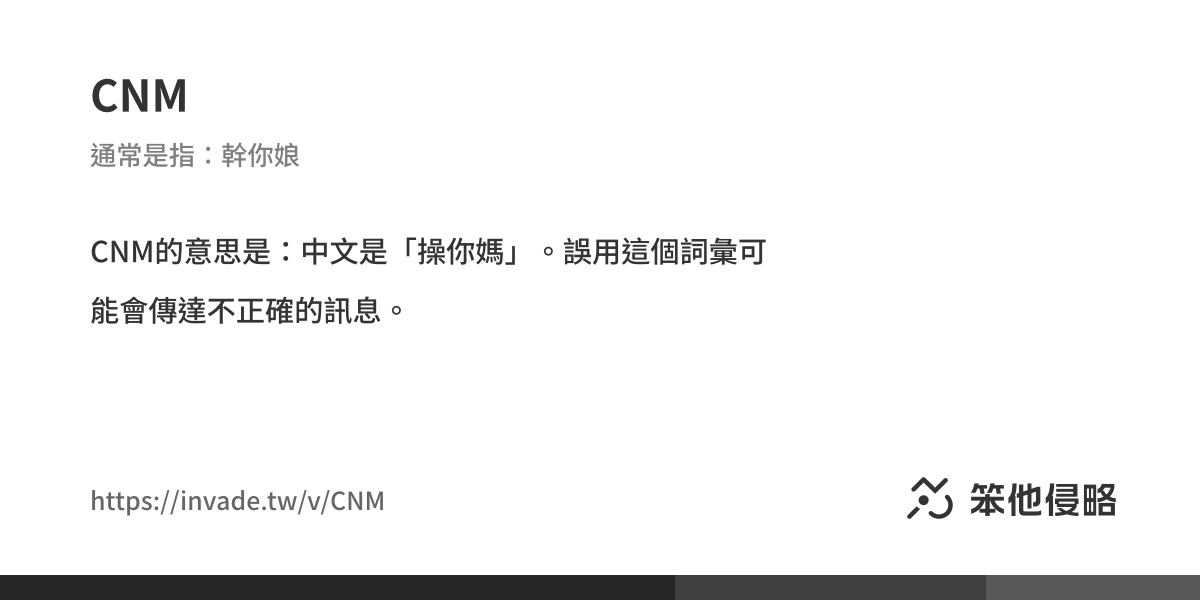 CNM
通常是指：幹你娘
CNM的意思是：中文是「操你媽」。誤用這個詞彙可
能會傳達不正確的訊息。
https://invade.tw/v/CNM
笨他侵略